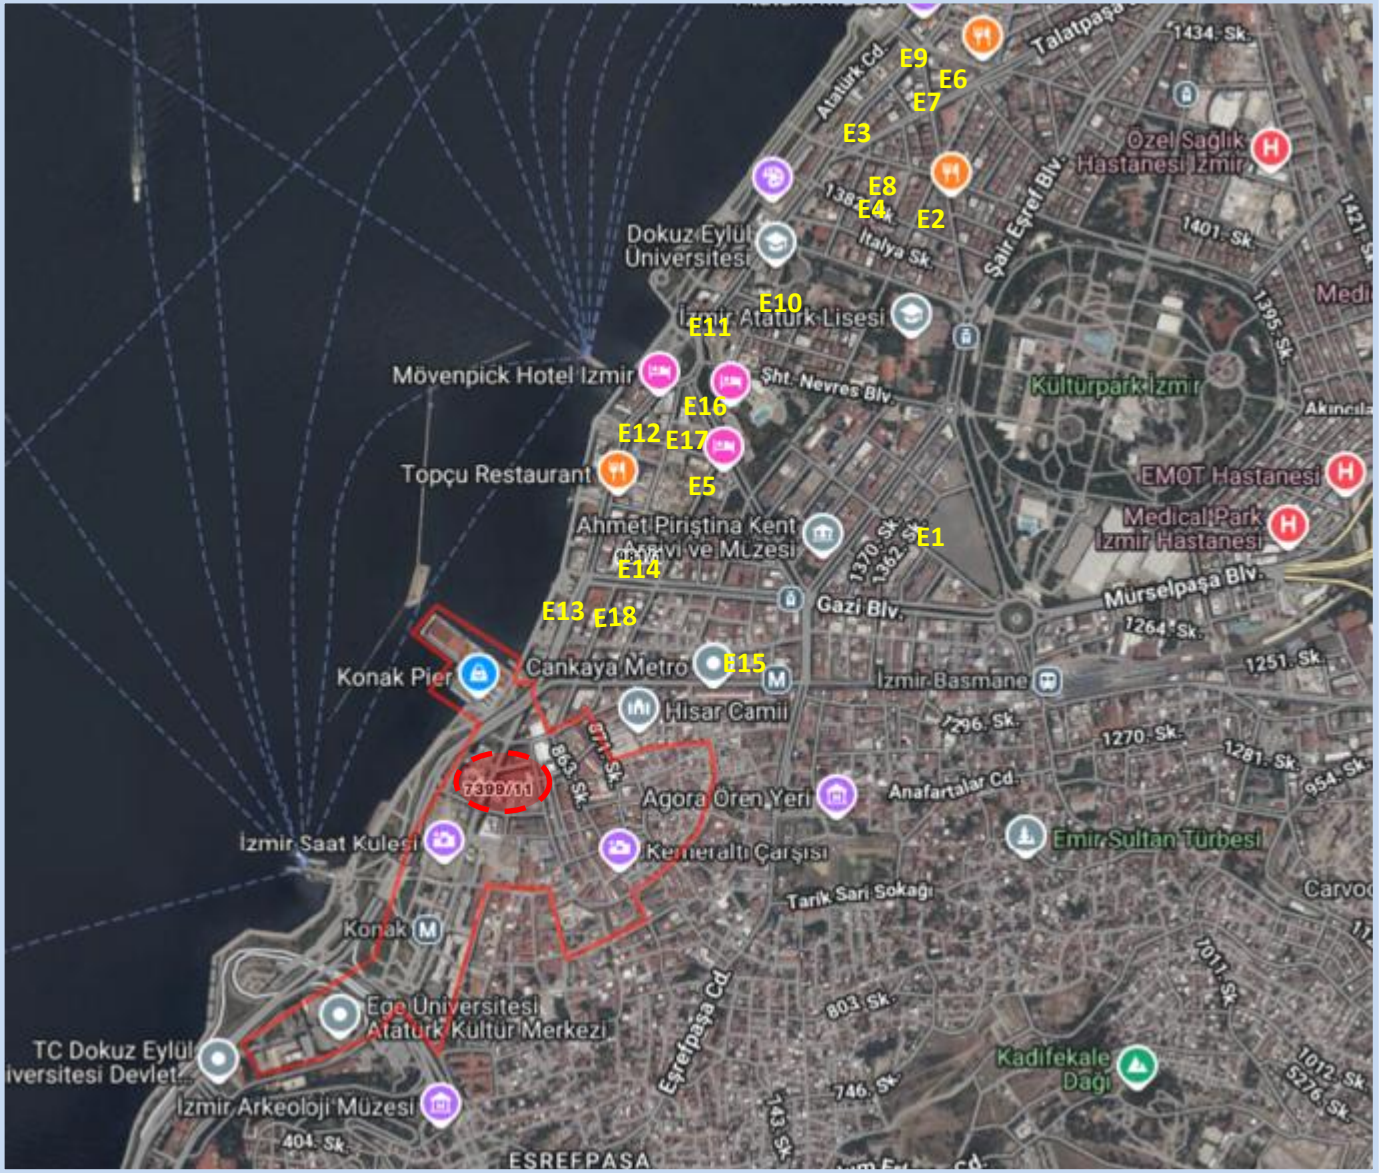 Talatpaşa
1434. Sk.
Atatürk Cd.
E9
E6
E7
E3
Özel Sağlık
Hastanesi İzmir
E8
E4
E2
Dokuz Eylül
Üniversitesi
İtalya Sk.
Şair Eşref Blv.
1401. Sk.
1421. Sk.
1395. Sk.
E10
İzmir Atatürk Lisesi
E11
Mövenpick Hotel Izmir
Şht. Nevres Blv.
Kültürpark İzmir
E16
E12
E17
Topçu Restaurant
E5
EMOT Hastanesi
Ahmet Piriştina Kent
Arşivi ve Müzesi
1370. Sk.
1362. Sk.
E1
Medical Park
İzmir Hastanesi
E14
Gazi Blv.
Mürselpaşa Blv.
1264. Sk.
E13
E18
Çankaya Metro
E15
M
İzmir-Basmane
1251. Sk.
Konak Pier
Hisar Camii
7296. Sk.
1270. Sk.
1281. Sk.
954. Sk.
871. Sk.
863. Sk.
7399/11
Agora Ören Yeri
Anafartalar Cd.
İzmir Saat Kulesi
Kemeraltı Çarşısı
Emir Sultan Türbesi
Tarik Sari Sokağı
Konak
M
7011. Sk.
Ege Üniversitesi
Atatürk Kültür Merkezi
Eşrefpaşa Cd.
803. Sk.
TC Dokuz Eylül
iversitesi Devlet...
Kadifekale
Dağı
746. Sk.
1012. Sk.
5276. Sk.
İzmir Arkeoloji Müzesi
743. Sk.
404. Sk.
EŞREFPAŞA